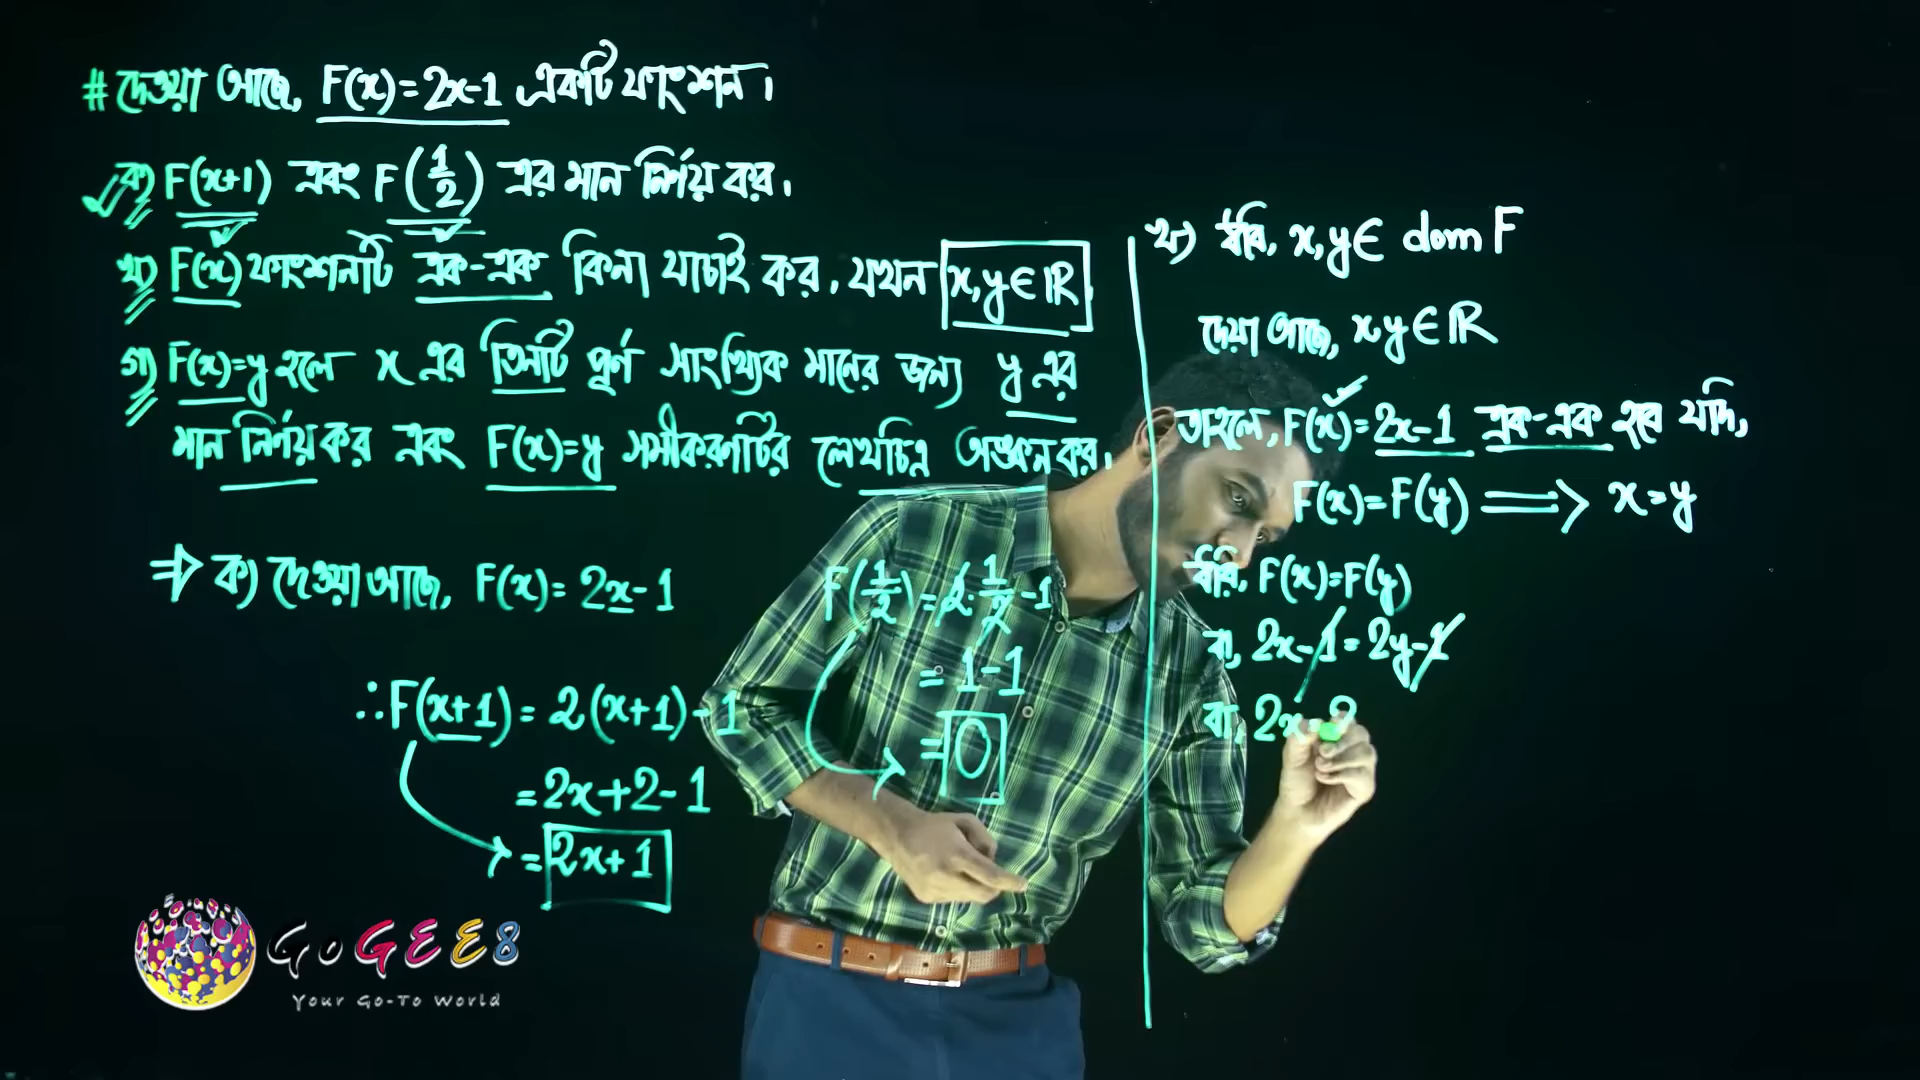 # দেওয়া আছে, F(x)=2x-1 একটি ফাংশন।
ক) F(x+1) এবং F(1/2) এর মান নির্ণয় কর।
খ) F(x) ফাংশনটি এক-এক কিনা যাচাই কর, যখন x,y∈ℝ.
গ) F(x)=y হলে x এর তিনটি পূর্ণ সাংখ্যিক মানের জন্য y এর
মান নির্ণয় কর এবং F(x)=y সমীকরণটির লেখচিত্র অঙ্কন কর।
⇒ ক) দেওয়া আছে, F(x)= 2x-1
∴F(x+1)= 2(x+1)-1
=2x+2-1
=2x+1
F(1/2)=2·1/2-1
= 1-1
=0
খ) ধরি, x,y∈ dom F
দেয়া আছে, x,y∈ℝ
তাহলে, F(x)=2x-1 এক-এক হবে যদি,
F(x)=F(y) ⟹ x=y
ধরি, F(x)=F(y)
বা, 2x-1=2y-1
বা, 2x=2
GoGEE8
Your Go-To World